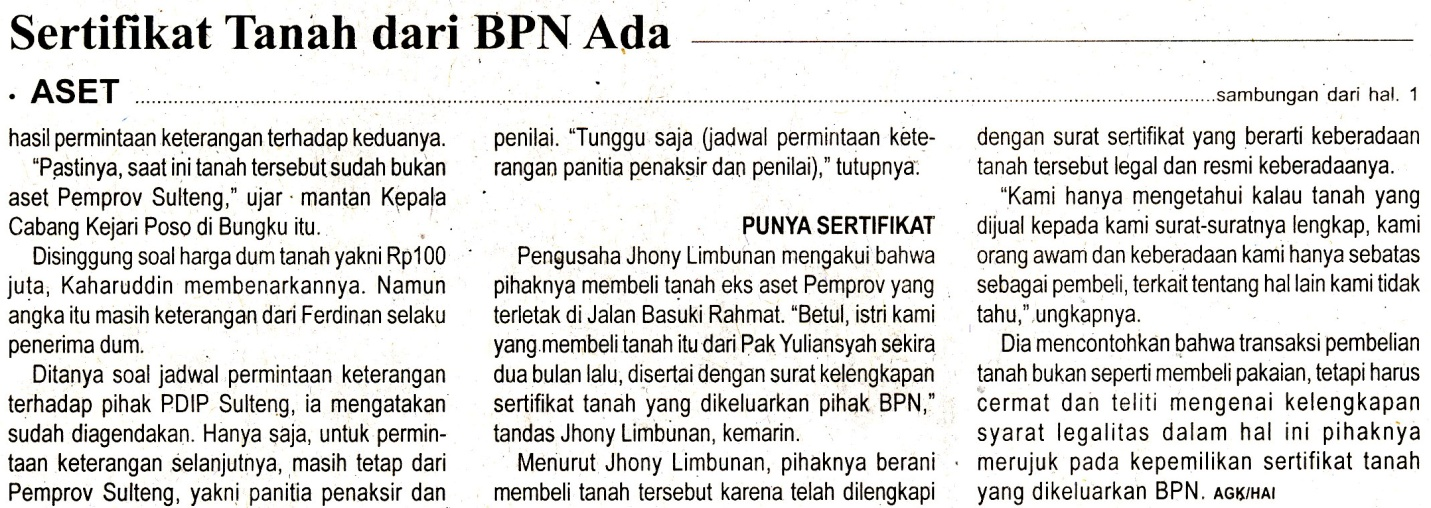 Sertifikat Tanah dari BPN Ada
• ASET ........ sambungan dari hal. 1
hasil permintaan keterangan terhadap keduanya.
“Pastinya, saat ini tanah tersebut sudah bukan
aset Pemprov Sulteng,” ujar mantan Kepala
Cabang Kejari Poso di Bungku itu.
Disinggung soal harga dum tanah yakni Rp100
juta, Kaharuddin membenarkannya. Namun
angka itu masih keterangan dari Ferdinan selaku
penerima dum.
Ditanya soal jadwal permintaan keterangan
terhadap pihak PDIP Sulteng, ia mengatakan
sudah diagendakan. Hanya saja, untuk permin-
taan keterangan selanjutnya, masih tetap dari
Pemprov Sulteng, yakni panitia penaksir dan
penilai. “Tunggu saja (jadwal permintaan kete-
rangan panitia penaksir dan penilai),” tutupnya.
PUNYA SERTIFIKAT
Pengusaha Jhony Limbunan mengakui bahwa
pihaknya membeli tanah eks aset Pemprov yang
terletak di Jalan Basuki Rahmat. “Betul, istri kami
yang membeli tanah itu dari Pak Yuliansyah sekira
dua bulan lalu, disertai dengan surat kelengkapan
sertifikat tanah yang dikeluarkan pihak BPN,”
tandas Jhony Limbunan, kemarin.
Menurut Jhony Limbunan, pihaknya berani
membeli tanah tersebut karena telah dilengkapi
dengan surat sertifikat yang berarti keberadaan
tanah tersebut legal dan resmi keberadaanya.
“Kami hanya mengetahui kalau tanah yang
dijual kepada kami surat-suratnya lengkap, kami
orang awam dan keberadaan kami hanya sebatas
sebagai pembeli, terkait tentang hal lain kami tidak
tahu,” ungkapnya.
Dia mencontohkan bahwa transaksi pembelian
tanah bukan seperti membeli pakaian, tetapi harus
cermat dan teliti mengenai kelengkapan
syarat legalitas dalam hal ini pihaknya
merujuk pada kepemilikan sertifikat tanah
yang dikeluarkan BPN. AGK/HAI